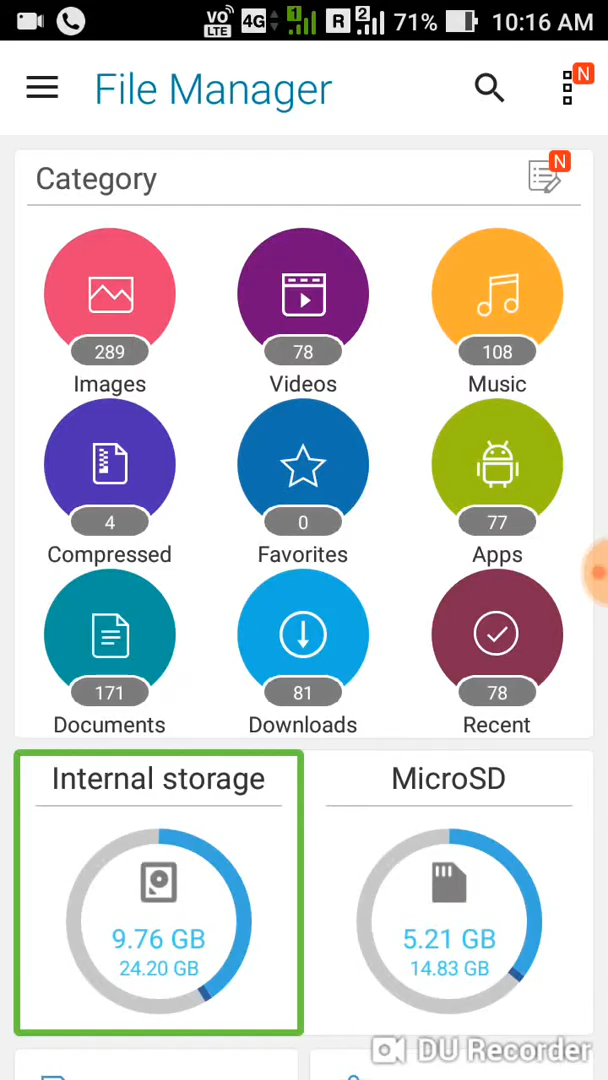 VO LTE 4G 1 R 2 71% 10:16 AM
File Manager N
Category N
289 78 108
Images Videos Music
4 0 77
Compressed Favorites Apps
171 81 78
Documents Downloads Recent
Internal storage MicroSD
9.76 GB 5.21 GB
24.20 GB 14.83 GB
DU Recorder